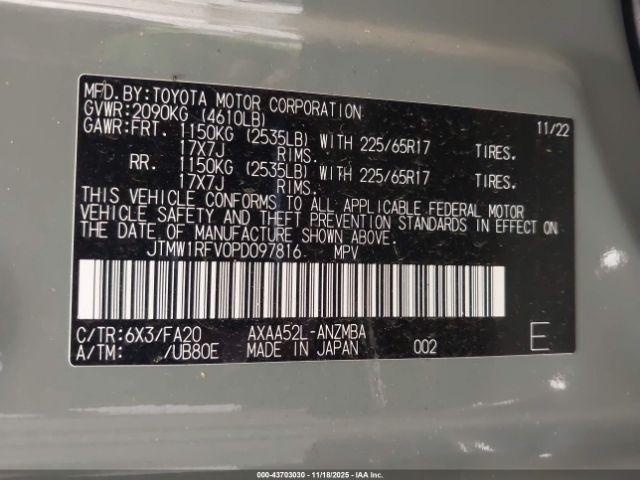 MFD.BY:TOYOTA MOTOR CORPORATION 11/22
GVWR:2090KG (4610LB)
GAWR:FRT. 1150KG (2535LB) WITH 225/65R17 TIRES.
17X7J RIMS.
RR. 1150KG (2535LB) WITH 225/65R17 TIRES.
17X7J RIMS.
THIS VEHICLE CONFORMS TO ALL APPLICABLE FEDERAL MOTOR
VEHICLE SAFETY AND THEFT PREVENTION STANDARDS IN EFFECT ON
THE DATE OF MANUFACTURE SHOWN ABOVE.
JTMW1RFV0PD097816 MPV
C/TR:6X3/FA20 AXAA52L-ANZMBA
A/TM: /UB80E MADE IN JAPAN 002 E
000-43703030 - 11/18/2025 - IAA Inc.